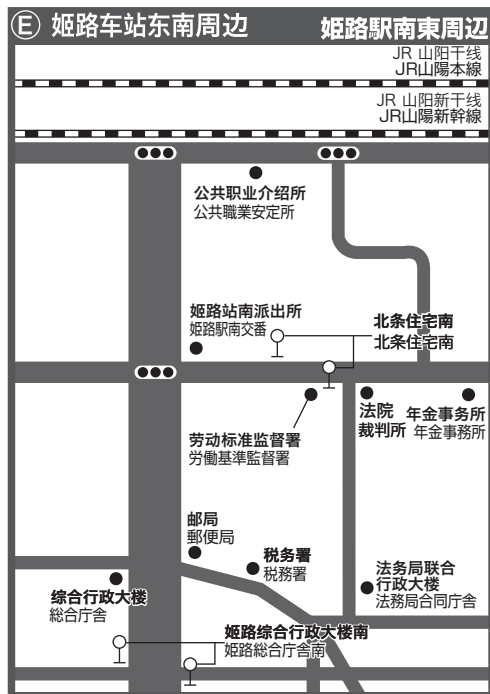 E 姬路车站东南周边
姫路駅南東周辺
JR 山阳干线
JR山陽本線
JR 山阳新干线
JR山陽新幹線
公共职业介绍所
公共職業安定所
姬路站南派出所
姫路駅南交番
北条住宅南
北条住宅南
法院
裁判所
年金事务所
年金事務所
劳动标准监督署
労働基準監督署
邮局
郵便局
税务署
税務署
综合行政大楼
総合庁舎
法务局联合
行政大楼
法務局合同庁舎
姬路综合行政大楼南
姫路総合庁舎南